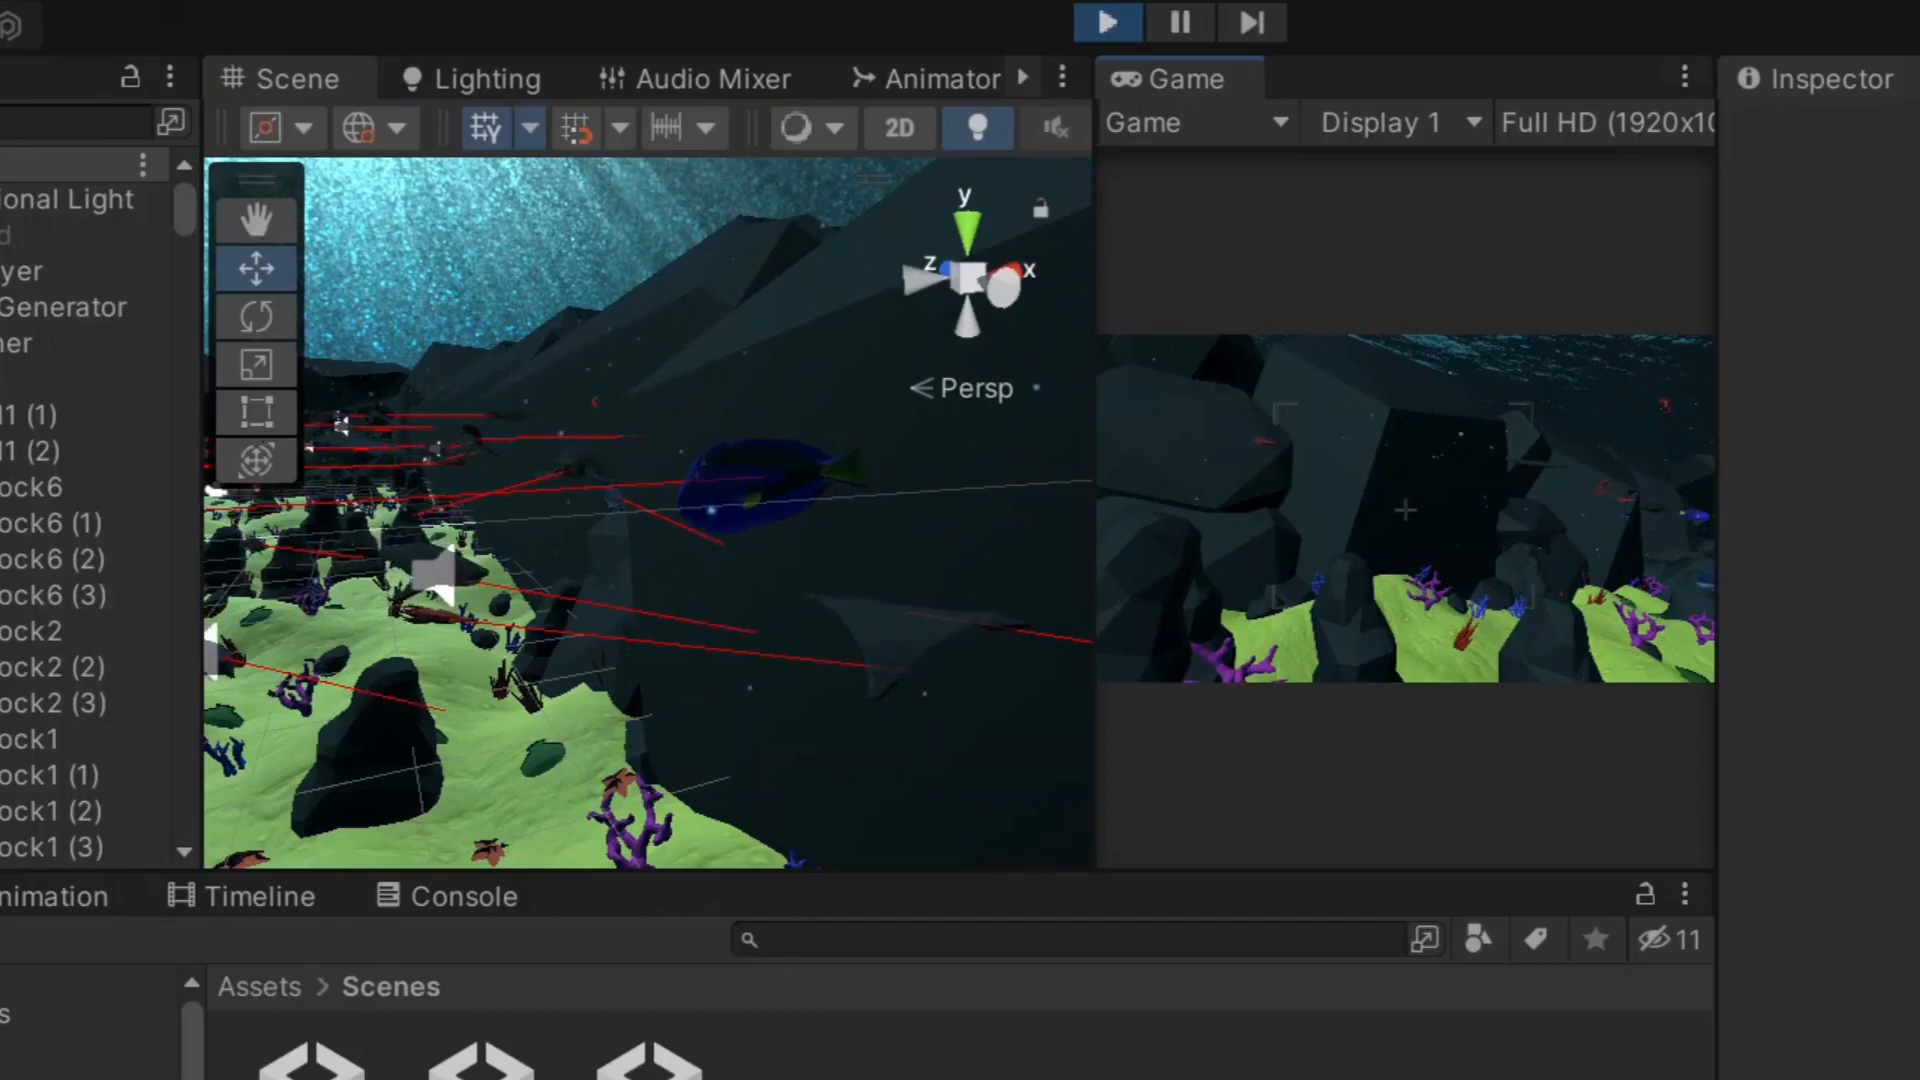 Scene
Lighting
Audio Mixer
Animator
Game
Inspector
2D
Game
Display 1
Full HD (1920x10
ional Light
d
yer
Generator
ner
l1 (1)
l1 (2)
ock6
ock6 (1)
ock6 (2)
ock6 (3)
ock2
ock2 (2)
ock2 (3)
ock1
ock1 (1)
ock1 (2)
ock1 (3)
y
z
x
Persp
nimation
Timeline
Console
11
Assets > Scenes
s